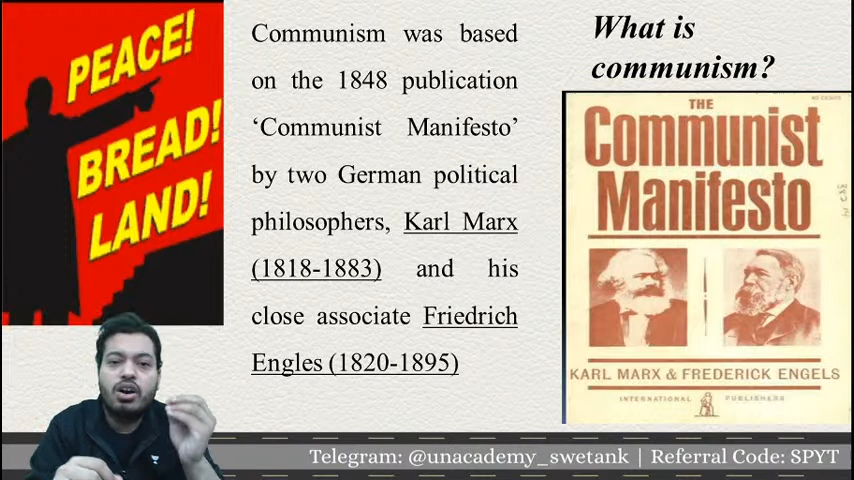 PEACE!
BREAD!
LAND!
Communism was based
on the 1848 publication
‘Communist Manifesto’
by two German political
philosophers, Karl Marx
(1818-1883) and his
close associate Friedrich
Engles (1820-1895)
What is
communism?
THE
Communist
Manifesto
KARL MARX & FREDERICK ENGELS
INTERNATIONAL PUBLISHERS
Telegram: @unacademy_swetank | Referral Code: SPYT